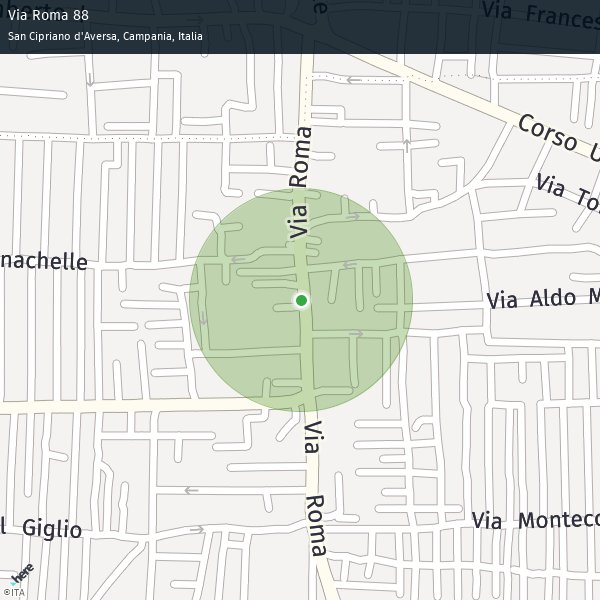 Via Roma 88
San Cipriano d'Aversa, Campania, Italia
Via Frances
Corso U
Via Roma
Via To
nachelle
Via Aldo M
Via Roma
l Giglio
Via Monteco
here
©ITA